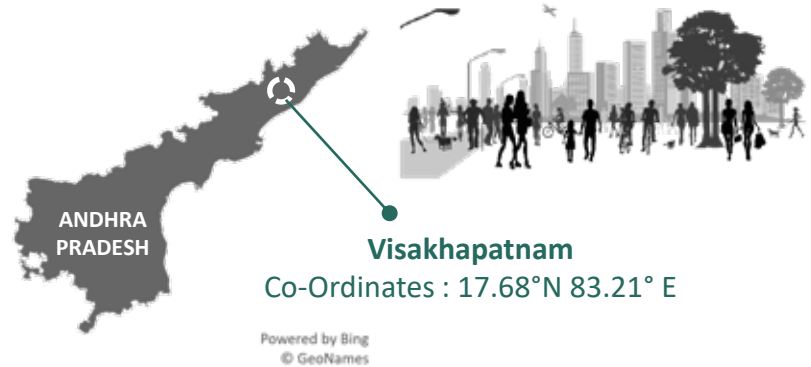 ANDHRA
PRADESH
Visakhapatnam
Co-Ordinates : 17.68°N 83.21° E
Powered by Bing
© GeoNames